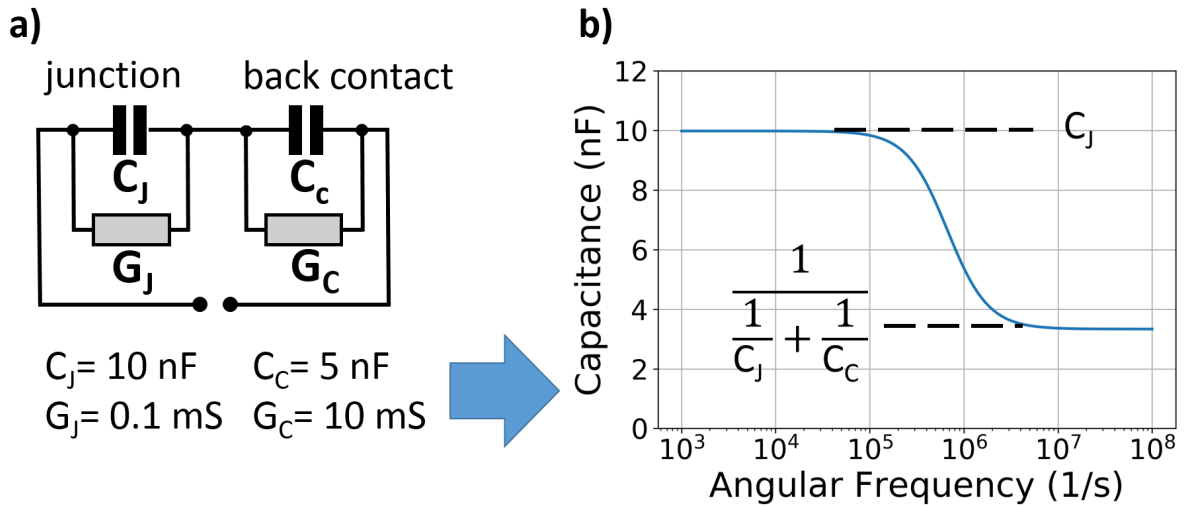 a)
junction back contact
C_J C_c
G_J G_C
C_J= 10 nF C_C= 5 nF
G_J= 0.1 mS G_C= 10 mS
b)
Capacitance (nF)
12
10
8
6
4
2
0
C_J
1
1 + 1
C_J C_C
10^3 10^4 10^5 10^6 10^7 10^8
Angular Frequency (1/s)